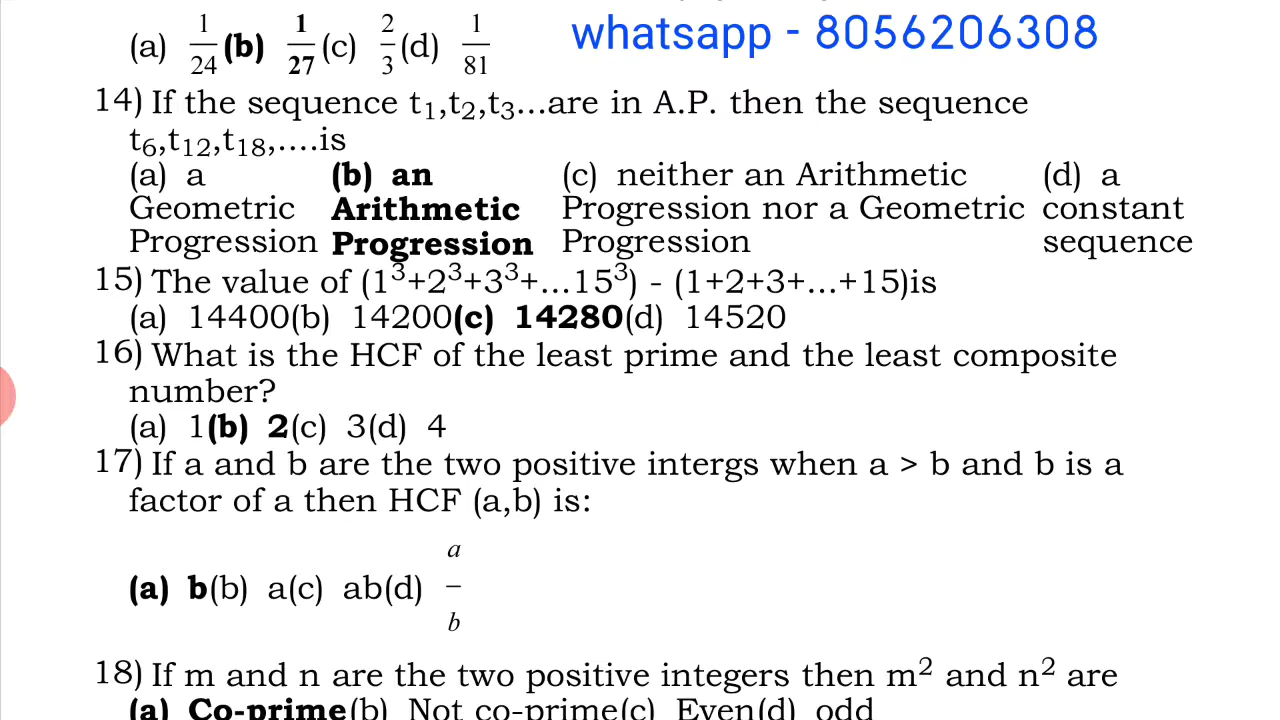 (a) 1/24 (b) 1/27 (c) 2/3 (d) 1/81 whatsapp - 8056206308
14) If the sequence t₁,t₂,t₃...are in A.P. then the sequence
t₆,t₁₂,t₁₈,....is
(a) a (b) an (c) neither an Arithmetic (d) a
Geometric Arithmetic Progression nor a Geometric constant
Progression Progression Progression sequence
15) The value of (1³+2³+3³+...15³) - (1+2+3+...+15)is
(a) 14400(b) 14200(c) 14280(d) 14520
16) What is the HCF of the least prime and the least composite
number?
(a) 1(b) 2(c) 3(d) 4
17) If a and b are the two positive intergs when a > b and b is a
factor of a then HCF (a,b) is:
(a) b(b) a(c) ab(d) a/b
18) If m and n are the two positive integers then m² and n² are
(a) Co-prime(b) Not co-prime(c) Even(d) odd